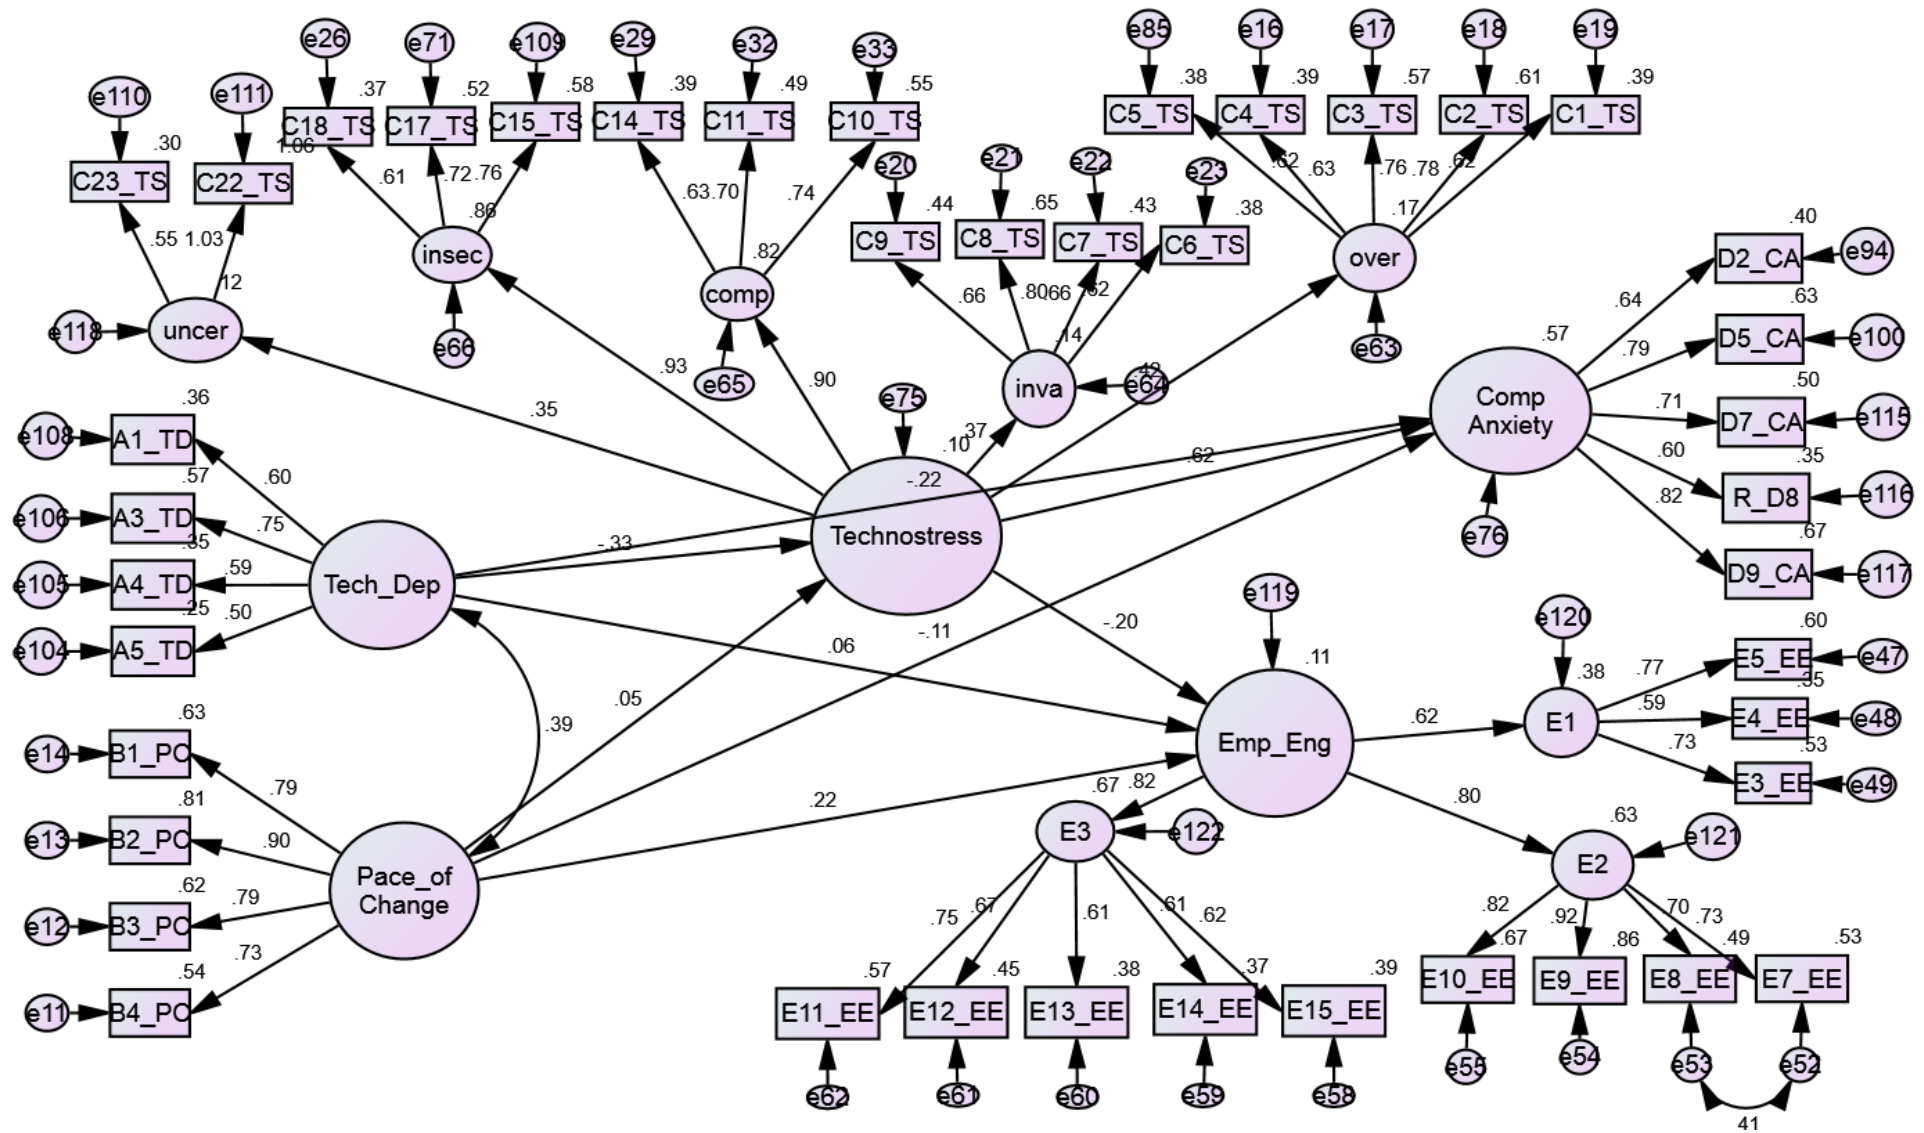 e26
e71
e109
e29
e32
e33
e85
e16
e17
e18
e19
e110
e111
.37
.52
.58
.39
.49
.55
.38
.39
.57
.61
.39
C18_TS
C17_TS
C15_TS
C14_TS
C11_TS
C10_TS
C5_TS
C4_TS
C3_TS
C2_TS
C1_TS
.30
1.06
C23_TS
C22_TS
.61
.72
.76
.63
.70
.74
e20
e21
e22
e23
.62
.63
.76
.78
.62
.44
.65
.43
.38
.86
.17
C9_TS
C8_TS
C7_TS
C6_TS
.40
.55
1.03
insec
.82
over
D2_CA
e94
.12
comp
.66
.80
.66
.62
.64
.63
e118
uncer
e66
.14
e63
.57
.79
D5_CA
e100
.93
e65
.90
inva
.42
e64
Comp
Anxiety
.50
.36
.35
e75
.71
D7_CA
e115
e108
A1_TD
.37
.10
.62
.60
.35
.57
.60
-.22
.82
R_D8
e116
e106
A3_TD
.75
Technostress
e76
.67
.35
-.33
D9_CA
e117
e105
A4_TD
.59
Tech_Dep
e119
e120
.25
.50
-.20
.60
e104
A5_TD
-.11
.06
.11
.38
.77
E5_EE
e47
.35
.05
.59
.63
.39
Emp_Eng
.62
E1
E4_EE
e48
e14
B1_PC
.73
.53
.79
.67
.82
E3_EE
e49
.81
.22
.80
e13
B2_PC
.90
E3
e122
.63
e121
.62
Pace_of
Change
E2
e12
B3_PC
.79
.75
.67
.61
.61
.62
.82
.92
.70
.73
.73
.67
.86
.49
.53
.54
.57
.45
.38
.37
.39
E10_EE
E9_EE
E8_EE
E7_EE
e11
B4_PC
E11_EE
E12_EE
E13_EE
E14_EE
E15_EE
e55
e54
e53
e52
e62
e61
e60
e59
e58
.41